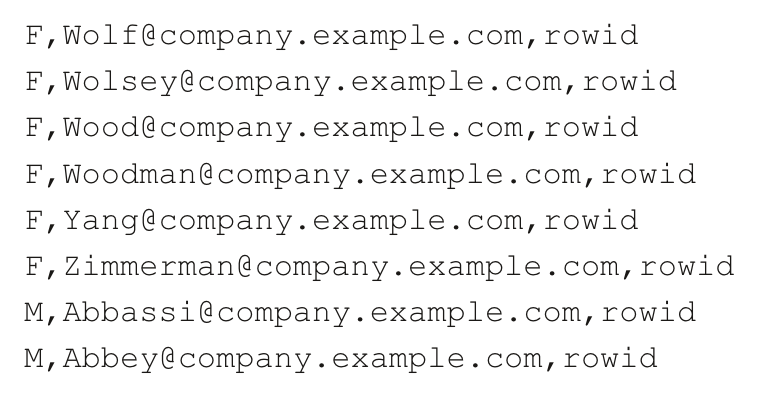 F,Wolf@company.example.com,rowid
F,Wolsey@company.example.com,rowid
F,Wood@company.example.com,rowid
F,Woodman@company.example.com,rowid
F,Yang@company.example.com,rowid
F,Zimmerman@company.example.com,rowid
M,Abbassi@company.example.com,rowid
M,Abbey@company.example.com,rowid